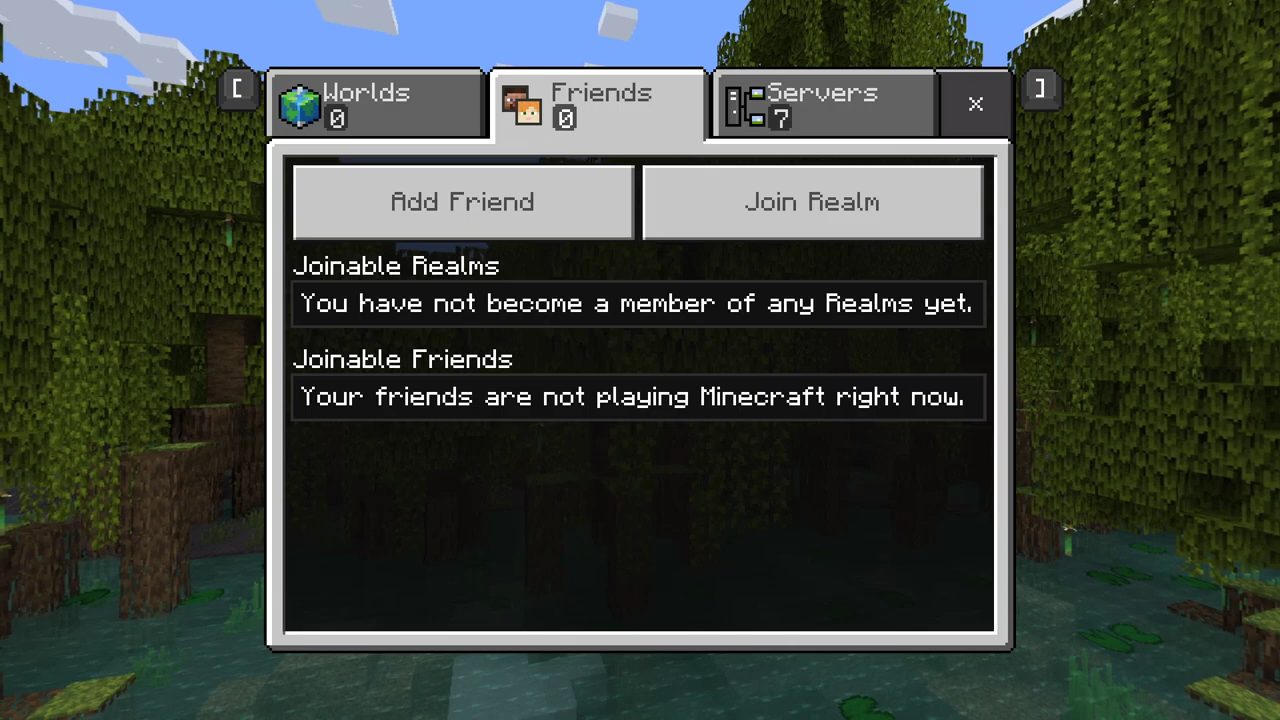 [
Worlds
0
Friends
0
Servers
7
x
]
Add Friend
Join Realm
Joinable Realms
You have not become a member of any Realms yet.
Joinable Friends
Your friends are not playing Minecraft right now.